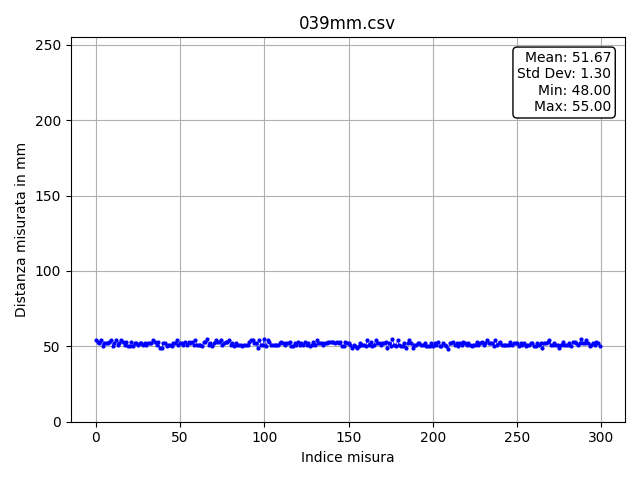 039mm.csv
Mean: 51.67
Std Dev: 1.30
Min: 48.00
Max: 55.00
250
200
150
100
50
0
Distanza misurata in mm
0 50 100 150 200 250 300
Indice misura